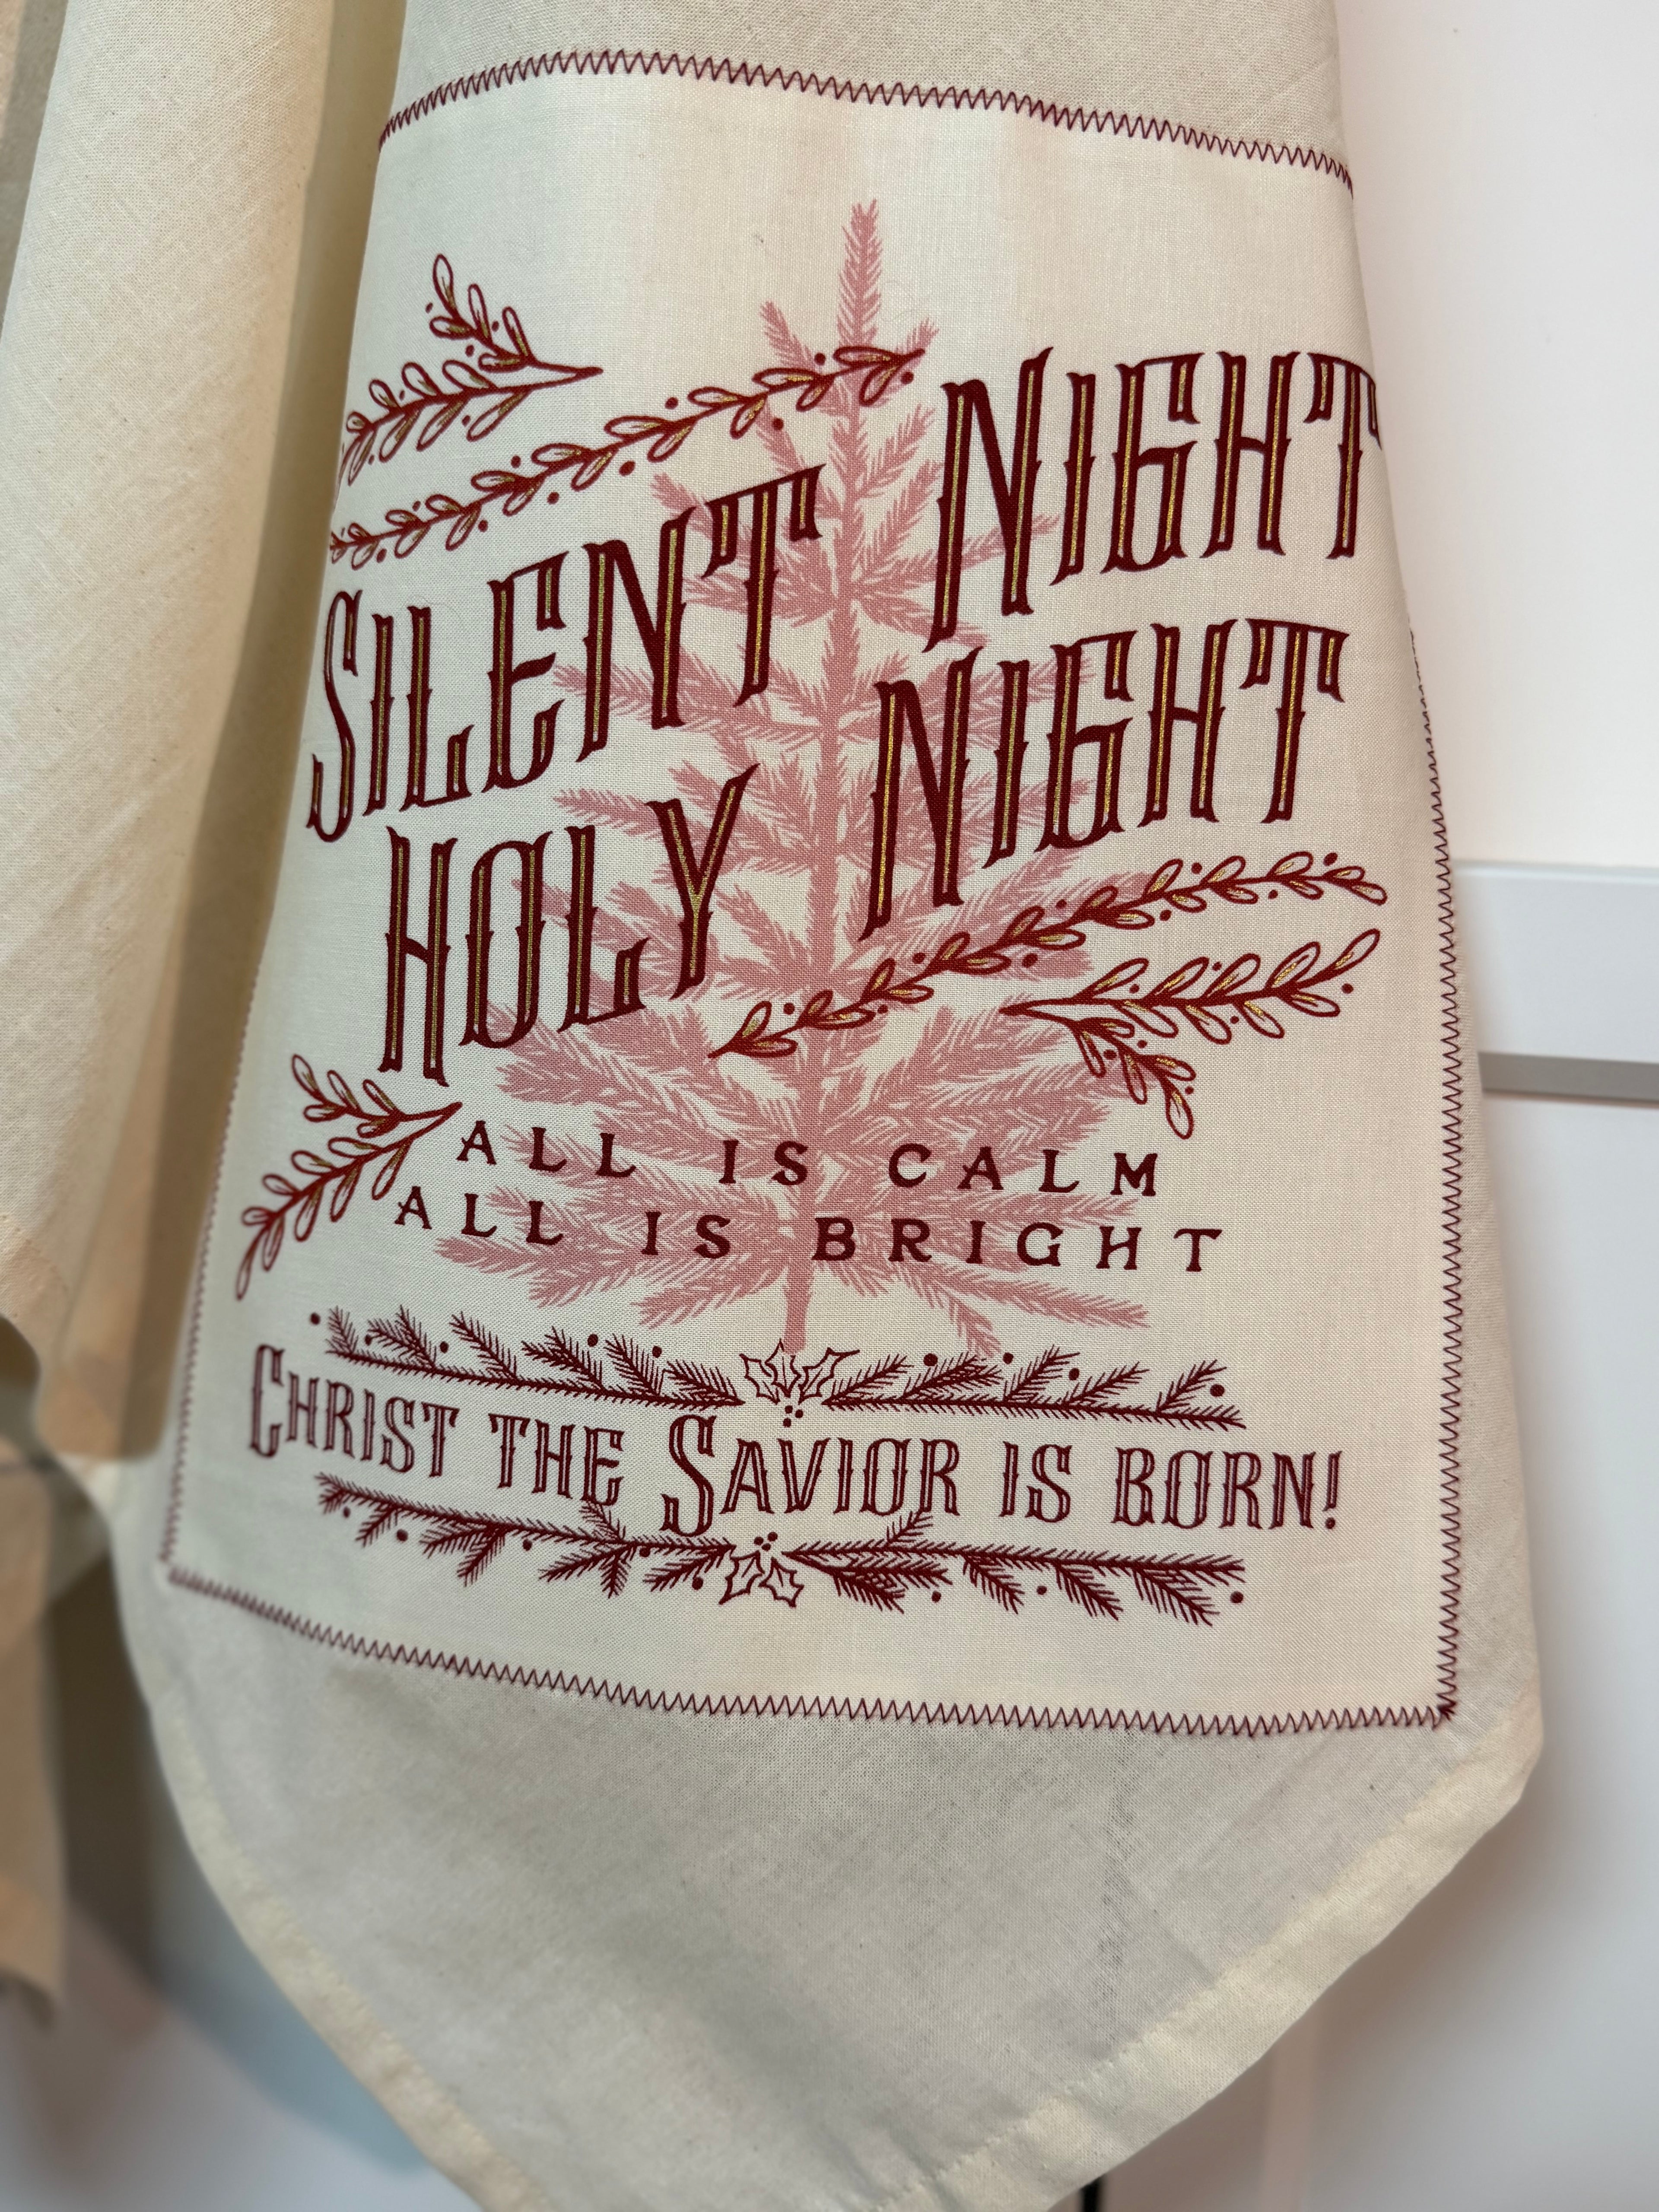 SILENT NIGHT
HOLY NIGHT
ALL IS CALM
ALL IS BRIGHT
CHRIST THE SAVIOR IS BORN!